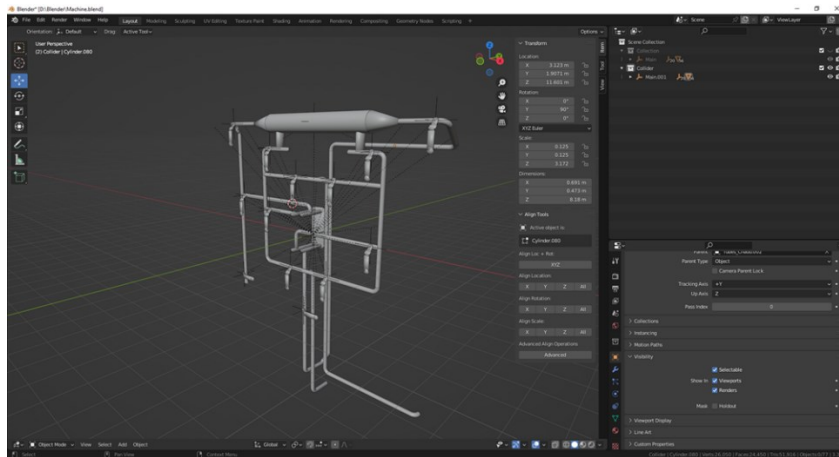 Blender* [D:\Blender\Machine.blend]
File Edit Render Window Help Layout Modeling Sculpting UV Editing Texture Paint Shading Animation Rendering Compositing Geometry Nodes Scripting +
Scene ViewLayer
Orientation: Default Drag: Active Tool Options
User Perspective
(2) Collider | Cylinder.080
Transform
Location
X 3.123 m
Y
Z
Rotation
X 0°
Y 90°
Z 0°
XYZ Euler
Scale
X 0.125
Y 0.125
Z 3.172
Dimensions
X 0.691 m
Y 0.473 m
Z 8.18 m
Align Tools
Active object is
Cylinder.080
Align Loc + Rot
XYZ
Align Location
X Y Z All
Align Rotation
X Y Z All
Align Scale
X Y Z All
Advanced Align Operations
Advanced
Item
Tool
View
Scene Collection
Collection
Main
Collider
Main.001
Parent
Parent Type Object
Camera Parent Lock
Tracking Axis +Y
Up Axis Z
Pass Index 0
Collections
Instancing
Motion Paths
Visibility
Selectable
Show In Viewports
Renders
Mask Holdout
Viewport Display
Line Art
Custom Properties
Object Mode View Select Add Object Global
Select Pan View Context Menu